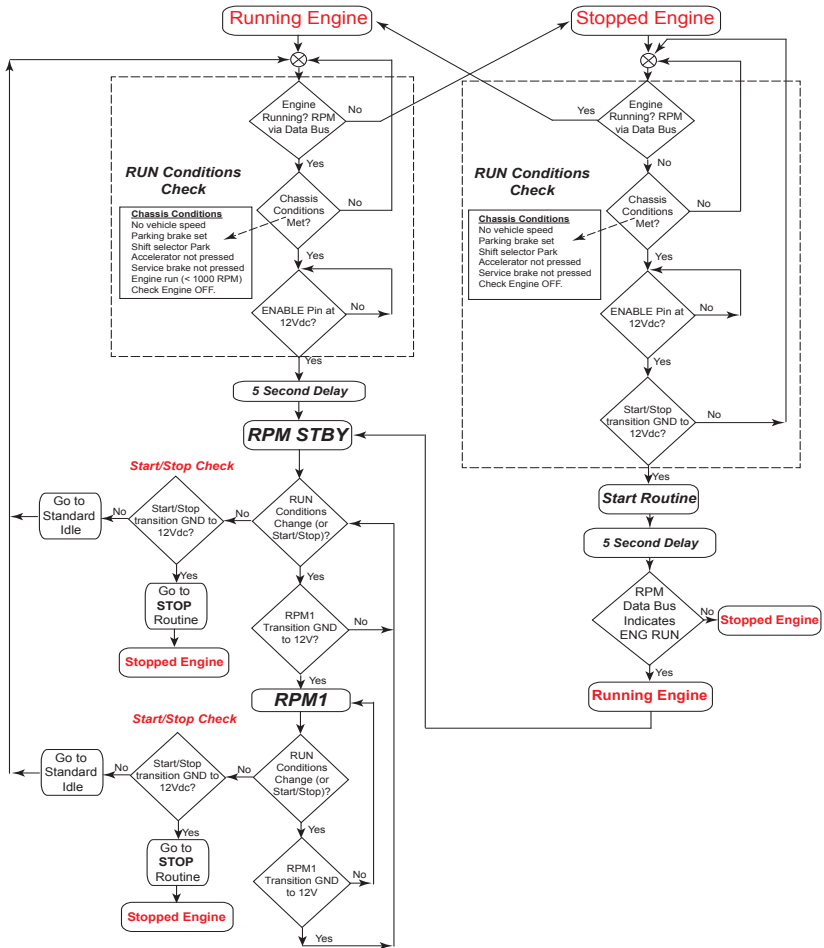 Running Engine
Stopped Engine
Engine
Running? RPM
via Data Bus
No
Yes
RUN Conditions
Check
Chassis Conditions
No vehicle speed
Parking brake set
Shift selector Park
Accelerator not pressed
Service brake not pressed
Engine run (< 1000 RPM)
Check Engine OFF.
Chassis
Conditions
Met?
No
Yes
ENABLE Pin at
12Vdc?
No
Yes
5 Second Delay
RPM STBY
Engine
Running? RPM
via Data Bus
Yes
No
RUN Conditions
Check
Chassis Conditions
No vehicle speed
Parking brake set
Shift selector Park
Accelerator not pressed
Service brake not pressed
Check Engine OFF.
Chassis
Conditions
Met?
No
Yes
ENABLE Pin at
12Vdc?
No
Yes
Start/Stop
transition GND to
12Vdc?
No
Yes
Start Routine
5 Second Delay
RPM
Data Bus
Indicates
ENG RUN
No
Stopped Engine
Yes
Running Engine
Start/Stop Check
RUN
Conditions
Change (or
Start/Stop)?
No
Start/Stop
transition GND to
12Vdc?
No
Go to
Standard
Idle
Yes
Go to
STOP
Routine
Stopped Engine
Yes
RPM1
Transition GND
to 12V?
No
Yes
RPM1
Start/Stop Check
RUN
Conditions
Change (or
Start/Stop)?
No
Start/Stop
transition GND to
12Vdc?
No
Go to
Standard
Idle
Yes
Go to
STOP
Routine
Stopped Engine
Yes
RPM1
Transition GND
to 12V
No
Yes